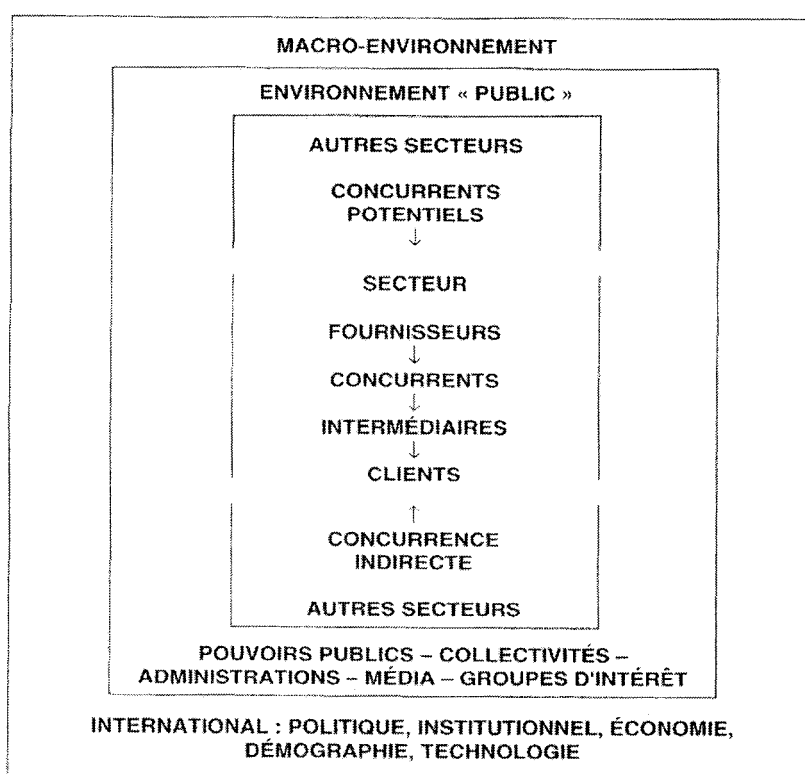 MACRO-ENVIRONNEMENT
ENVIRONNEMENT « PUBLIC »
AUTRES SECTEURS
CONCURRENTS
POTENTIELS
↓
SECTEUR
FOURNISSEURS
↓
CONCURRENTS
↓
INTERMÉDIAIRES
↓
CLIENTS
↑
CONCURRENCE
INDIRECTE
AUTRES SECTEURS
POUVOIRS PUBLICS – COLLECTIVITÉS –
ADMINISTRATIONS – MÉDIA – GROUPES D'INTÉRÊT
INTERNATIONAL : POLITIQUE, INSTITUTIONNEL, ÉCONOMIE,
DÉMOGRAPHIE, TECHNOLOGIE